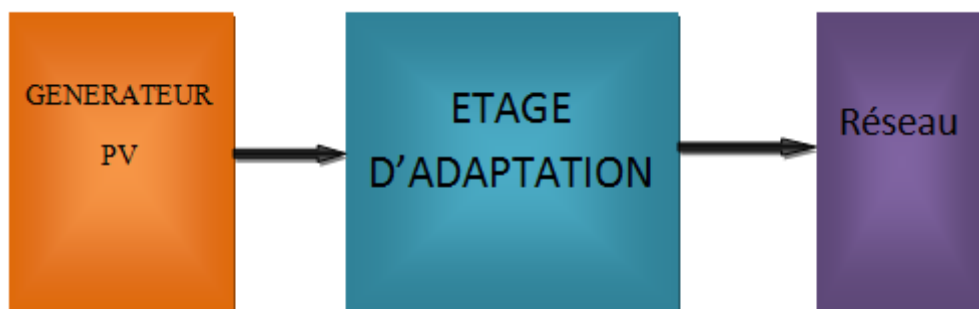 GENERATEUR
PV
ETAGE
D’ADAPTATION
Réseau